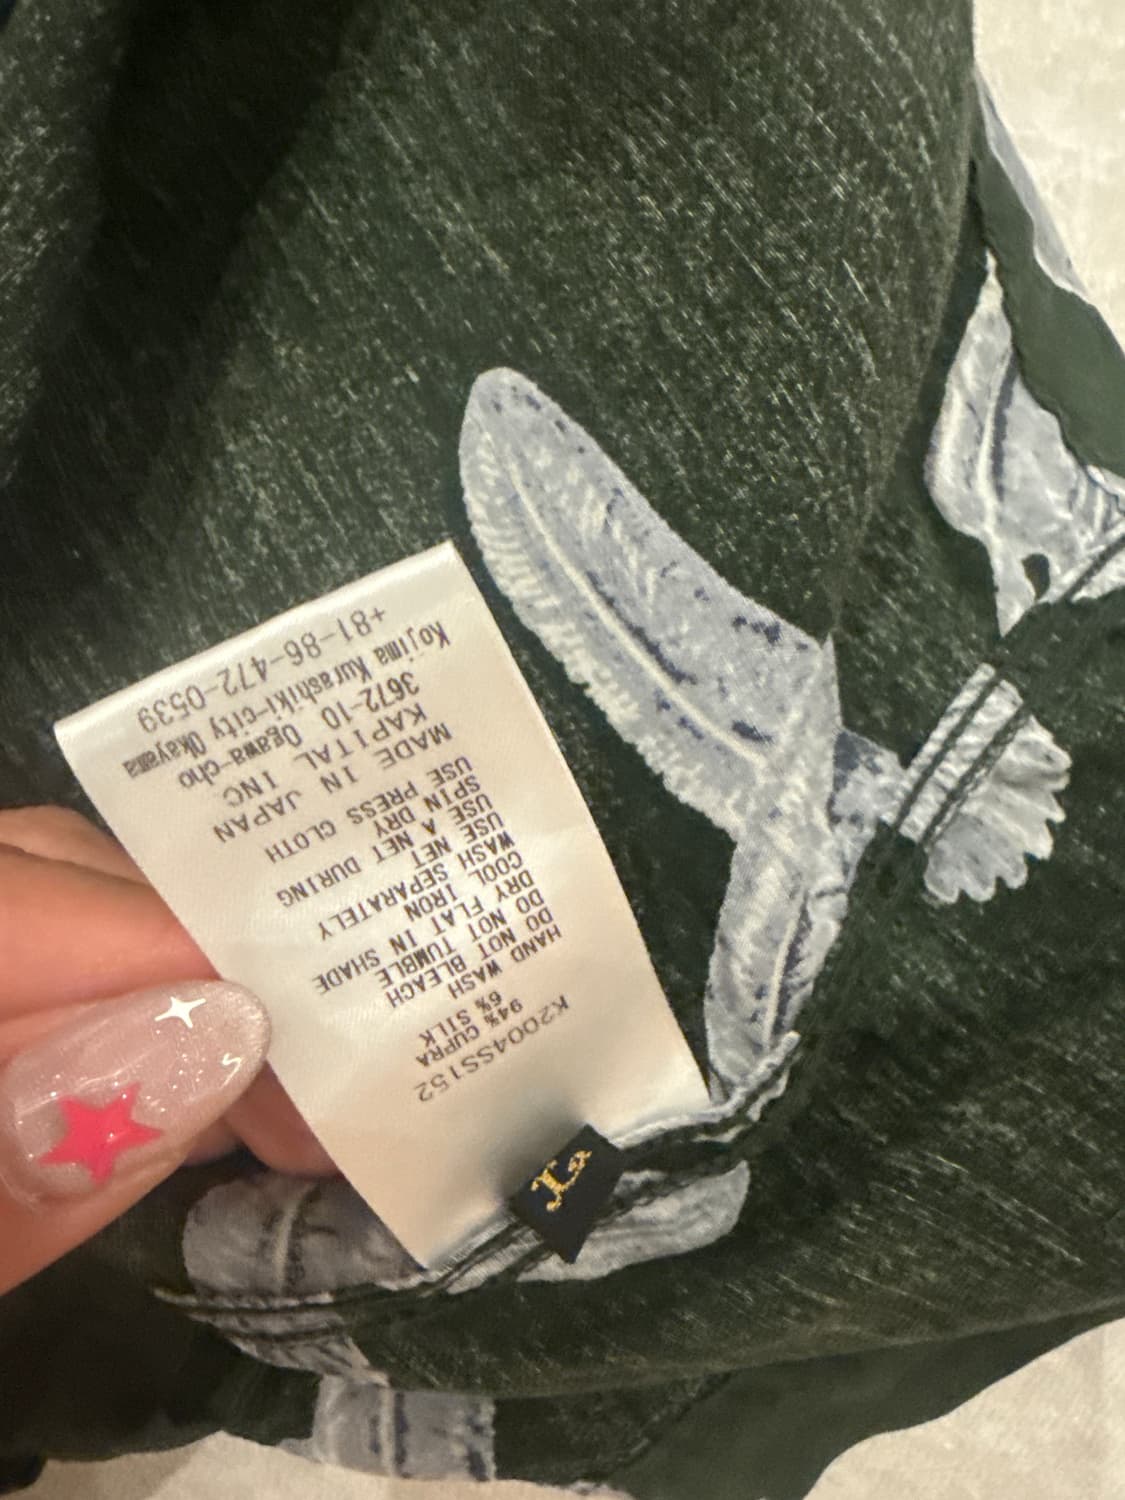 K2004SS152
94% CUPRA
6% SILK
HAND WASH
DO NOT BLEACH
DO NOT TUMBLE
DRY FLAT IN SHADE
COOL IRON
WASH SEPARATELY
USE NET
USE A NET DURING
SPIN DRY
USE PRESS CLOTH
MADE IN JAPAN
KAPITAL INC
3672-10 Ogawa-cho
Kojima Kurashiki-city Okayama
+81-86-472-0539